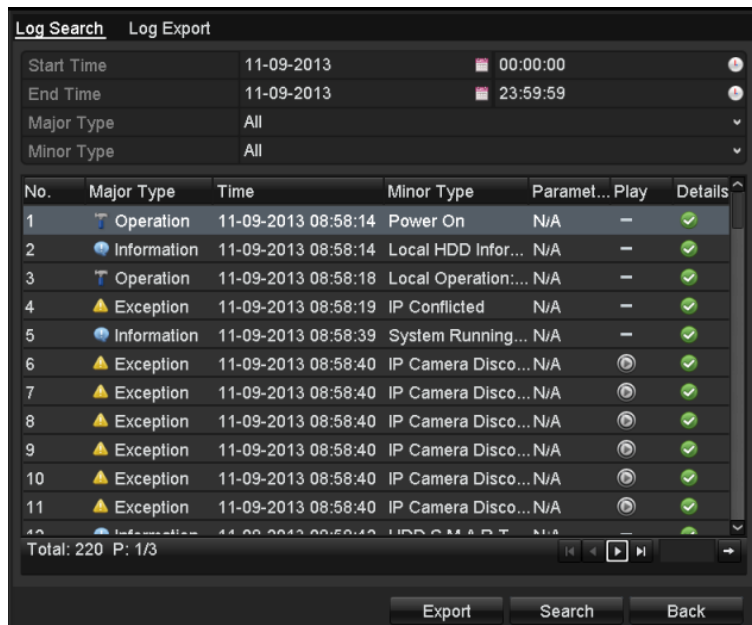 Log Search Log Export
Start Time 11-09-2013 00:00:00
End Time 11-09-2013 23:59:59
Major Type All
Minor Type All
No. Major Type Time Minor Type Paramet... Play Details
1 Operation 11-09-2013 08:58:14 Power On N/A –
2 Information 11-09-2013 08:58:14 Local HDD Infor... N/A –
3 Operation 11-09-2013 08:58:18 Local Operation:... N/A –
4 Exception 11-09-2013 08:58:19 IP Conflicted N/A –
5 Information 11-09-2013 08:58:39 System Running... N/A –
6 Exception 11-09-2013 08:58:40 IP Camera Disco... N/A
7 Exception 11-09-2013 08:58:40 IP Camera Disco... N/A
8 Exception 11-09-2013 08:58:40 IP Camera Disco... N/A
9 Exception 11-09-2013 08:58:40 IP Camera Disco... N/A
10 Exception 11-09-2013 08:58:40 IP Camera Disco... N/A
11 Exception 11-09-2013 08:58:40 IP Camera Disco... N/A
Total: 220 P: 1/3
Export Search Back